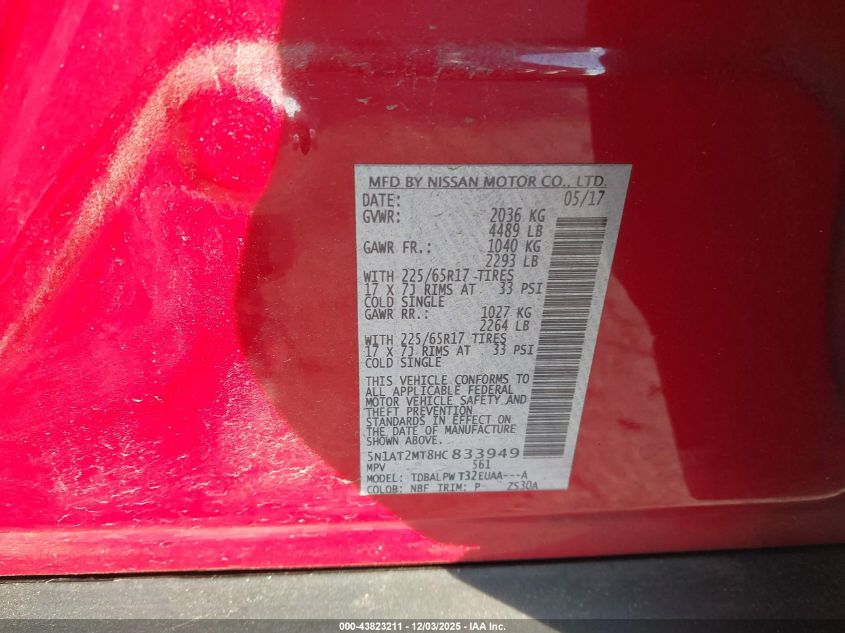 MFD BY NISSAN MOTOR CO., LTD.
DATE: 05/17
GVWR: 2036 KG
4489 LB
GAWR FR.: 1040 KG
2293 LB
WITH 225/65R17 TIRES
17 X 7J RIMS AT 33 PSI
COLD SINGLE
GAWR RR.: 1027 KG
2264 LB
WITH 225/65R17 TIRES
17 X 7J RIMS AT 33 PSI
COLD SINGLE
THIS VEHICLE CONFORMS TO
ALL APPLICABLE FEDERAL
MOTOR VEHICLE SAFETY AND
THEFT PREVENTION
STANDARDS IN EFFECT ON
THE DATE OF MANUFACTURE
SHOWN ABOVE.
5N1AT2MT8HC 833949
MPV 561
MODEL: TDBALPW T32EUAA---A
COLOR: NBF TRIM: P- 2S30A
000-43823211 - 12/03/2025 - IAA Inc.